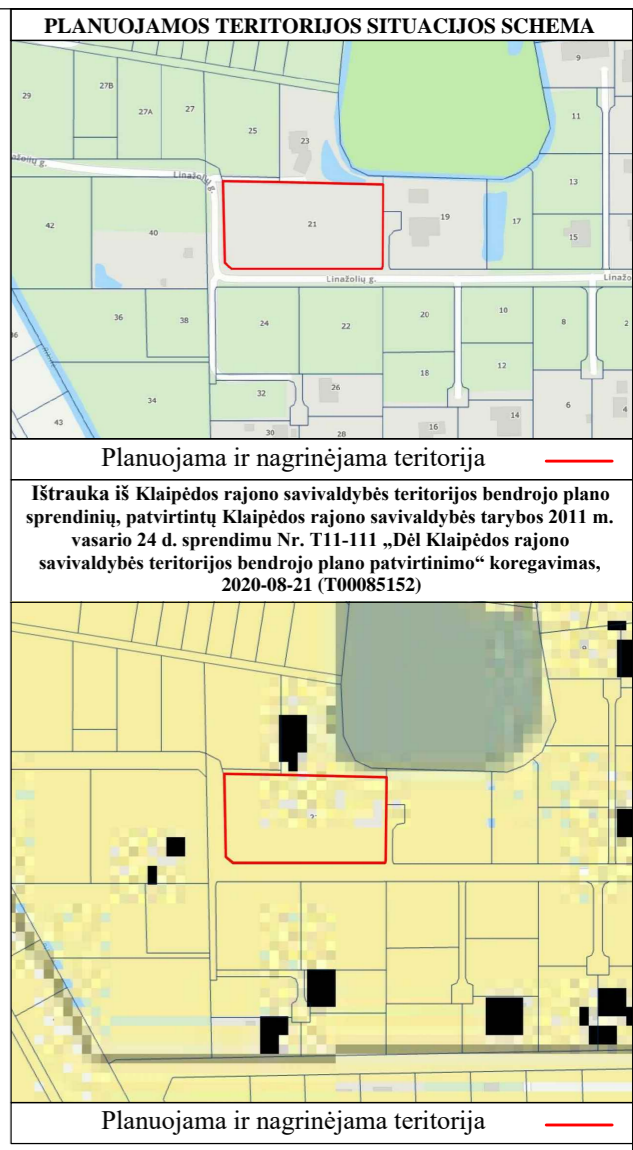 PLANUOJAMOS TERITORIJOS SITUACIJOS SCHEMA
9
27B
29
27A
27
11
25
23
Linažolių g.
Linažolių g.
13
21
19
17
42
40
15
Linažolių g.
Linažo
36
38
24
22
20
10
8
2
18
12
32
26
34
6
4
14
43
30
28
16
Planuojama ir nagrinėjama teritorija
Ištrauka iš Klaipėdos rajono savivaldybės teritorijos bendrojo plano
sprendinių, patvirtintų Klaipėdos rajono savivaldybės tarybos 2011 m.
vasario 24 d. sprendimu Nr. T11-111 „Dėl Klaipėdos rajono
savivaldybės teritorijos bendrojo plano patvirtinimo“ koregavimas,
2020-08-21 (T00085152)
Planuojama ir nagrinėjama teritorija